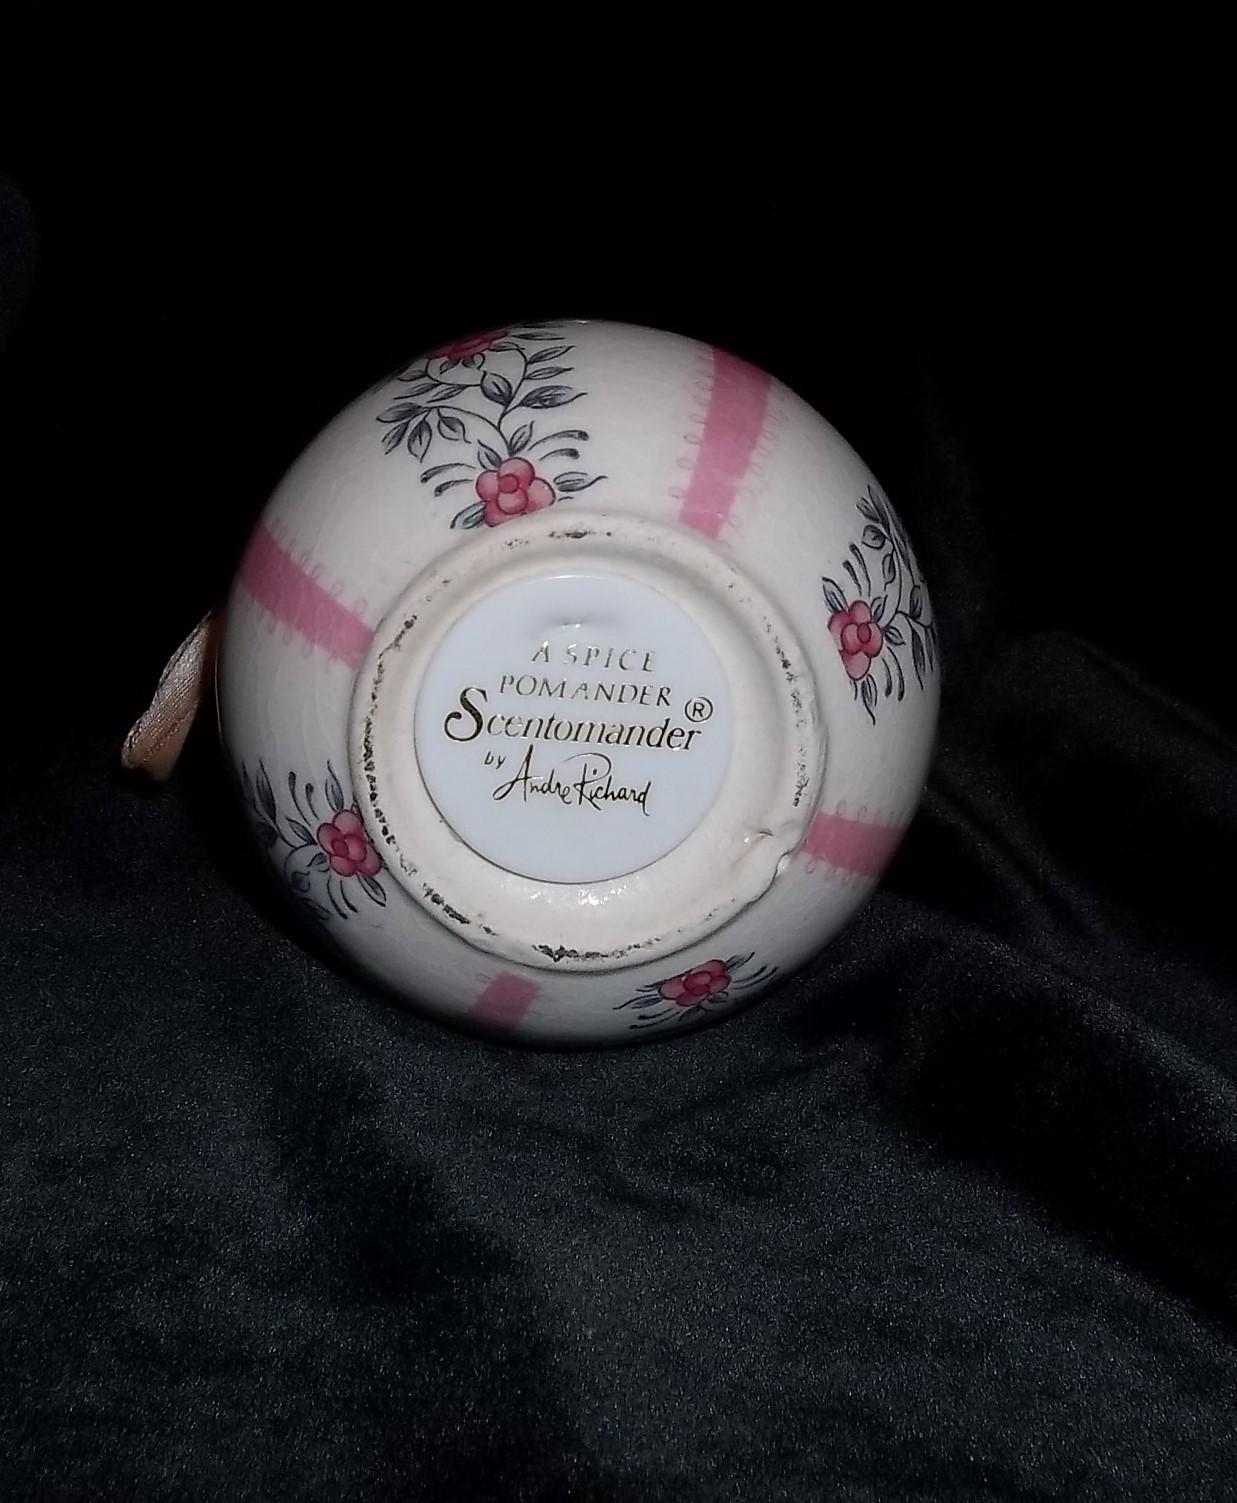 A SPICE
POMANDER
Scentomander ®
by Andre Richard